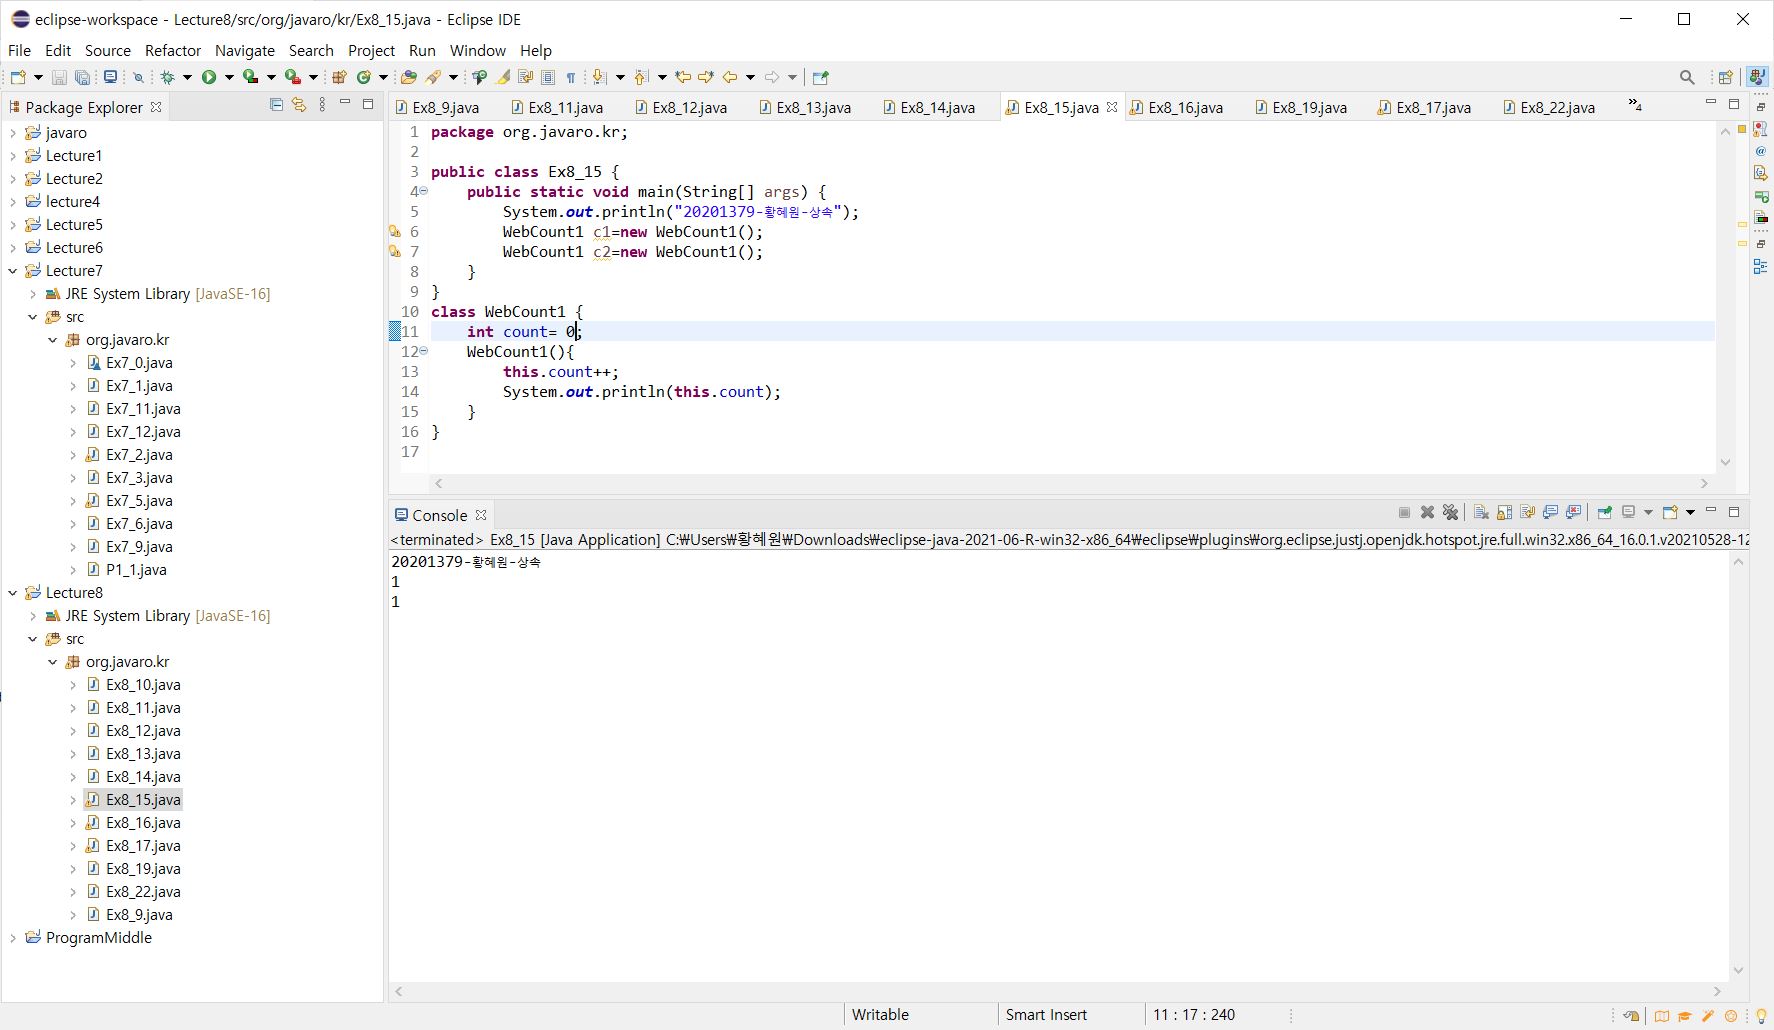 eclipse-workspace - Lecture8/src/org/javaro/kr/Ex8_15.java - Eclipse IDE
File Edit Source Refactor Navigate Search Project Run Window Help
Package Explorer
javaro
Lecture1
Lecture2
lecture4
Lecture5
Lecture6
Lecture7
JRE System Library [JavaSE-16]
src
org.javaro.kr
Ex7_0.java
Ex7_1.java
Ex7_11.java
Ex7_12.java
Ex7_2.java
Ex7_3.java
Ex7_5.java
Ex7_6.java
Ex7_9.java
P1_1.java
Lecture8
JRE System Library [JavaSE-16]
src
org.javaro.kr
Ex8_10.java
Ex8_11.java
Ex8_12.java
Ex8_13.java
Ex8_14.java
Ex8_15.java
Ex8_16.java
Ex8_17.java
Ex8_19.java
Ex8_22.java
Ex8_9.java
ProgramMiddle
Ex8_9.java Ex8_11.java Ex8_12.java Ex8_13.java Ex8_14.java Ex8_15.java Ex8_16.java Ex8_19.java Ex8_17.java Ex8_22.java »4
1 package org.javaro.kr;
2
3 public class Ex8_15 {
4 public static void main(String[] args) {
5 System.out.println("20201379-황혜원-상속");
6 WebCount1 c1=new WebCount1();
7 WebCount1 c2=new WebCount1();
8 }
9 }
10 class WebCount1 {
11 int count= 0;
12 WebCount1(){
13 this.count++;
14 System.out.println(this.count);
15 }
16 }
17
Console
<terminated> Ex8_15 [Java Application] C:₩Users₩황혜원₩Downloads₩eclipse-java-2021-06-R-win32-x86_64₩eclipse₩plugins₩org.eclipse.justj.openjdk.hotspot.jre.full.win32.x86_64_16.0.1.v20210528-12
20201379-황혜원-상속
1
1
Writable Smart Insert 11 : 17 : 240